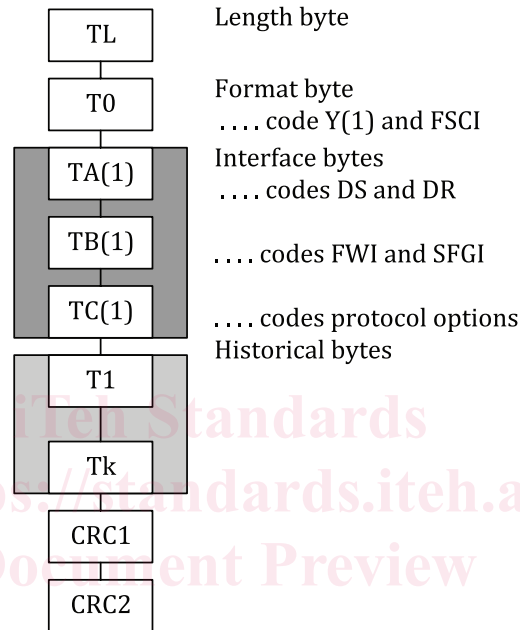 TL Length byte
T0 Format byte
.... code Y(1) and FSCI
Interface bytes
TA(1) .... codes DS and DR
TB(1) .... codes FWI and SFGI
TC(1) .... codes protocol options
Historical bytes
T1
iTeh Standards
Tk
ps://standards.iteh.a
CRC1
Document Preview
CRC2